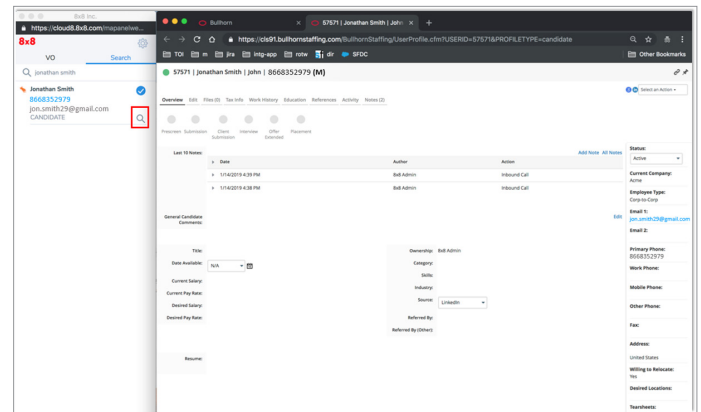 8x8 Inc.
https://cloud8.8x8.com/mapanelwe...
8x8
VO
Search
jonathan smith
Jonathan Smith
8668352979
jon.smith29@gmail.com
CANDIDATE
Bullhorn
57571 | Jonathan Smith | John
https://cls91.bullhornstaffing.com/BullhornStaffing/UserProfile.cfm?USERID=57571&PROFILETYPE=candidate
TOI
m
jira
intg-app
rotw
dir
SFDC
Other Bookmarks
57571 | Jonathan Smith | John | 8668352979 (M)
Select an Action
Overview Edit Files (0) Tax Info Work History Education References Activity Notes (2)
Prescreen Submission Client Submission Interview Offer Extended Placement
Last 10 Notes:
Add Note All Notes
Date Author Action
1/14/2019 4:39 PM 8x8 Admin Inbound Call
1/14/2019 4:38 PM 8x8 Admin Inbound Call
General Candidate Comments:
Edit
Title:
Date Available: N/A
Current Salary:
Current Pay Rate:
Desired Salary:
Desired Pay Rate:
Ownership: 8x8 Admin
Category:
Skills:
Industry:
Source: LinkedIn
Referred By:
Referred By (Other):
Resume:
Status:
Active
Current Company:
Acme
Employee Type:
Corp-to-Corp
Email 1:
jon.smith29@gmail.com
Email 2:
Primary Phone:
8668352979
Work Phone:
Mobile Phone:
Other Phone:
Fax:
Address:
United States
Willing to Relocate:
Yes
Desired Locations:
Tearsheets: